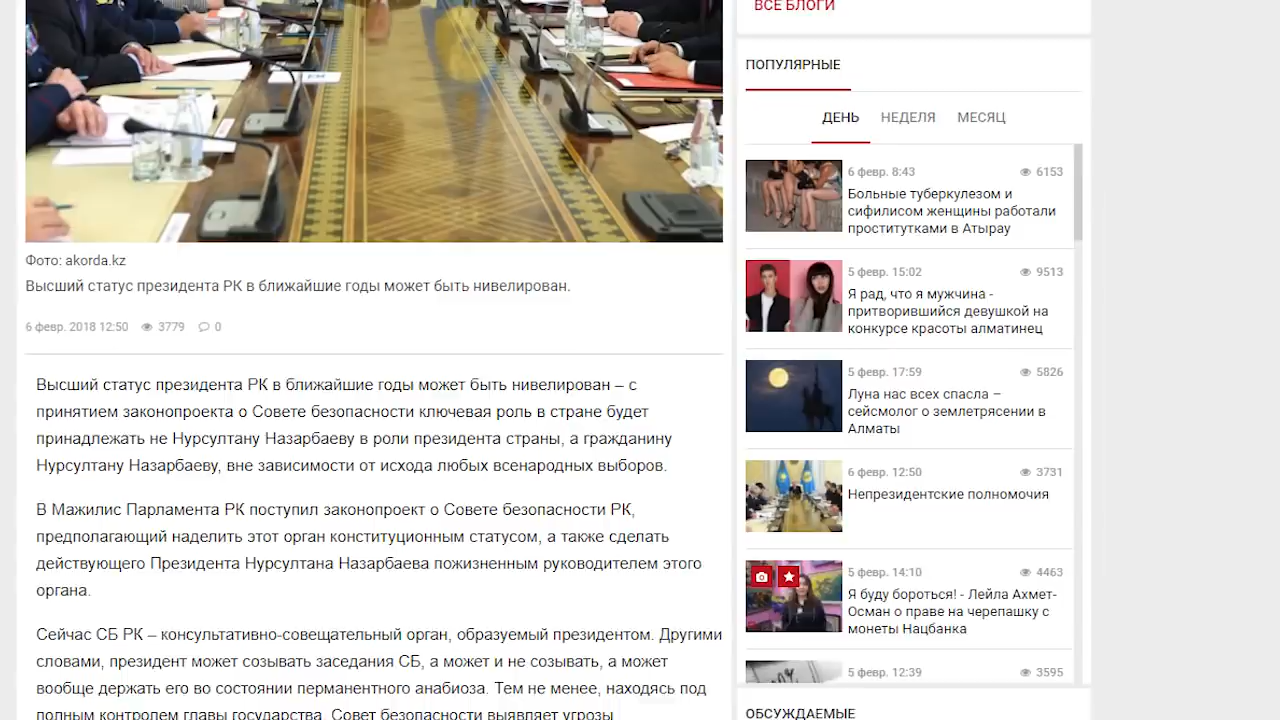 ВСЕ БЛОГИ
Фото: akorda.kz
Высший статус президента РК в ближайшие годы может быть нивелирован.
6 февр. 2018 12:50 3779 0
Высший статус президента РК в ближайшие годы может быть нивелирован – с
принятием законопроекта о Совете безопасности ключевая роль в стране будет
принадлежать не Нурсултану Назарбаеву в роли президента страны, а гражданину
Нурсултану Назарбаеву, вне зависимости от исхода любых всенародных выборов.
В Мажилис Парламента РК поступил законопроект о Совете безопасности РК,
предполагающий наделить этот орган конституционным статусом, а также сделать
действующего Президента Нурсултана Назарбаева пожизненным руководителем этого
органа.
Сейчас СБ РК – консультативно-совещательный орган, образуемый президентом. Другими
словами, президент может созывать заседания СБ, а может и не созывать, а может
вообще держать его во состоянии перманентного анабиоза. Тем не менее, находясь под
полным контролем главы государства, Совет безопасности выявляет угрозы
ПОПУЛЯРНЫЕ
ДЕНЬ НЕДЕЛЯ МЕСЯЦ
6 февр. 8:43 6153
Больные туберкулезом и
сифилисом женщины работали
проститутками в Атырау
5 февр. 15:02 9513
Я рад, что я мужчина -
притворившийся девушкой на
конкурсе красоты алматинец
5 февр. 17:59 5826
Луна нас всех спасла –
сейсмолог о землетрясении в
Алматы
6 февр. 12:50 3731
Непрезидентские полномочия
5 февр. 14:10 4463
Я буду бороться! - Лейла Ахмет-
Осман о праве на черепашку с
монеты Нацбанка
5 февр. 12:39 3595
ОБСУЖДАЕМЫЕ